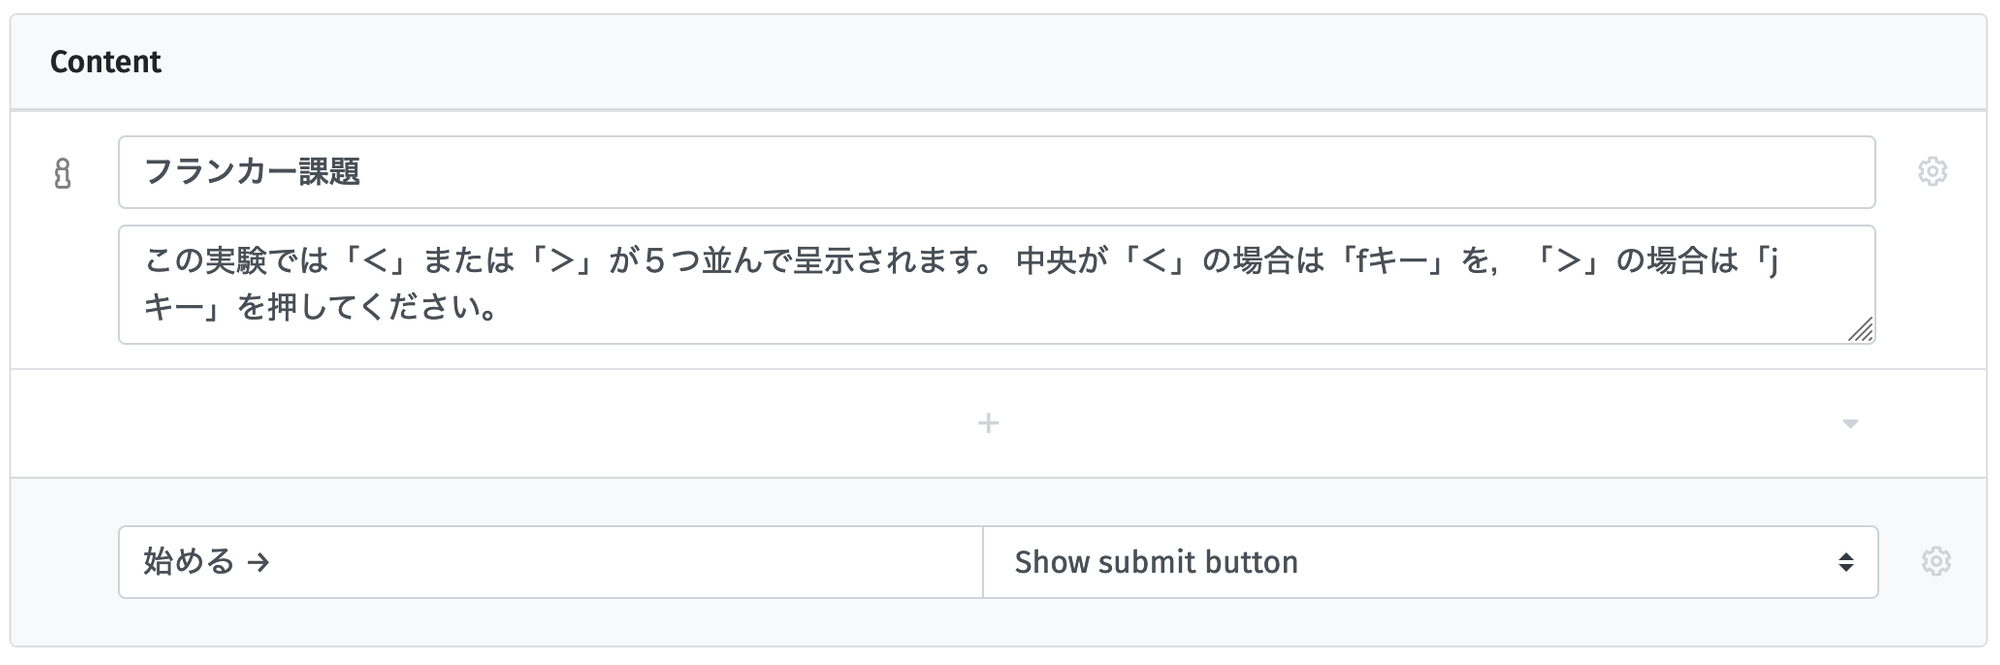 Content
フランカー課題
この実験では「＜」または「＞」が５つ並んで呈示されます。 中央が「＜」の場合は「fキー」を，「＞」の場合は「j
キー」を押してください。
+
始める →
Show submit button